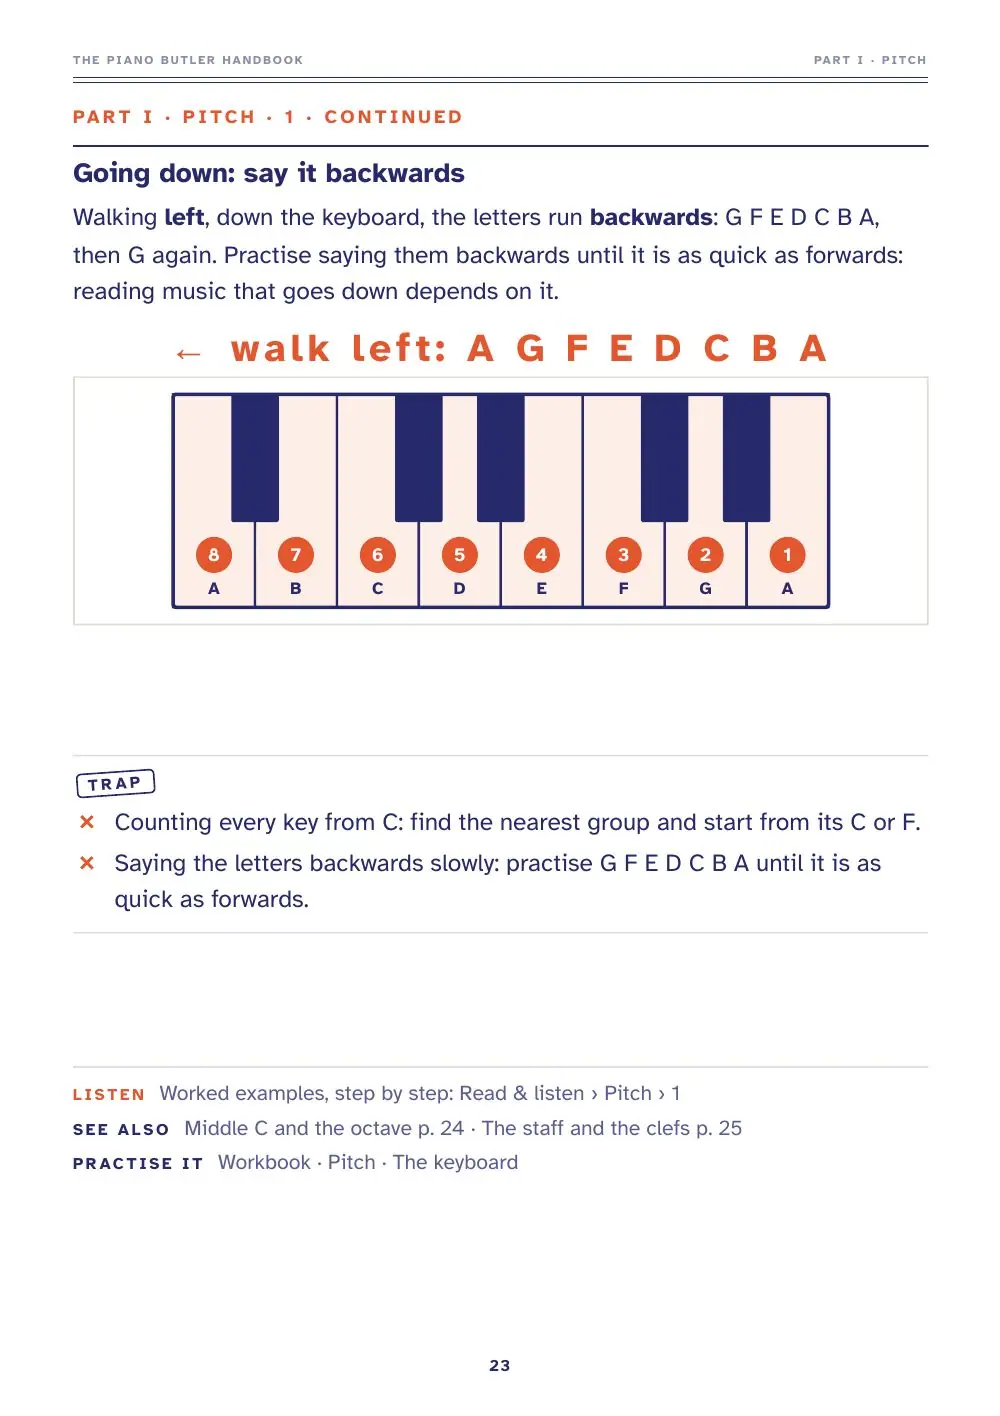 THE PIANO BUTLER HANDBOOK
PART I · PITCH
PART I · PITCH · 1 · CONTINUED
Going down: say it backwards
Walking left, down the keyboard, the letters run backwards: G F E D C B A,
then G again. Practise saying them backwards until it is as quick as forwards:
reading music that goes down depends on it.
← walk left: A G F E D C B A
8 7 6 5 4 3 2 1
A B C D E F G A
TRAP
× Counting every key from C: find the nearest group and start from its C or F.
× Saying the letters backwards slowly: practise G F E D C B A until it is as
quick as forwards.
LISTEN Worked examples, step by step: Read & listen › Pitch › 1
SEE ALSO Middle C and the octave p. 24 · The staff and the clefs p. 25
PRACTISE IT Workbook · Pitch · The keyboard
23